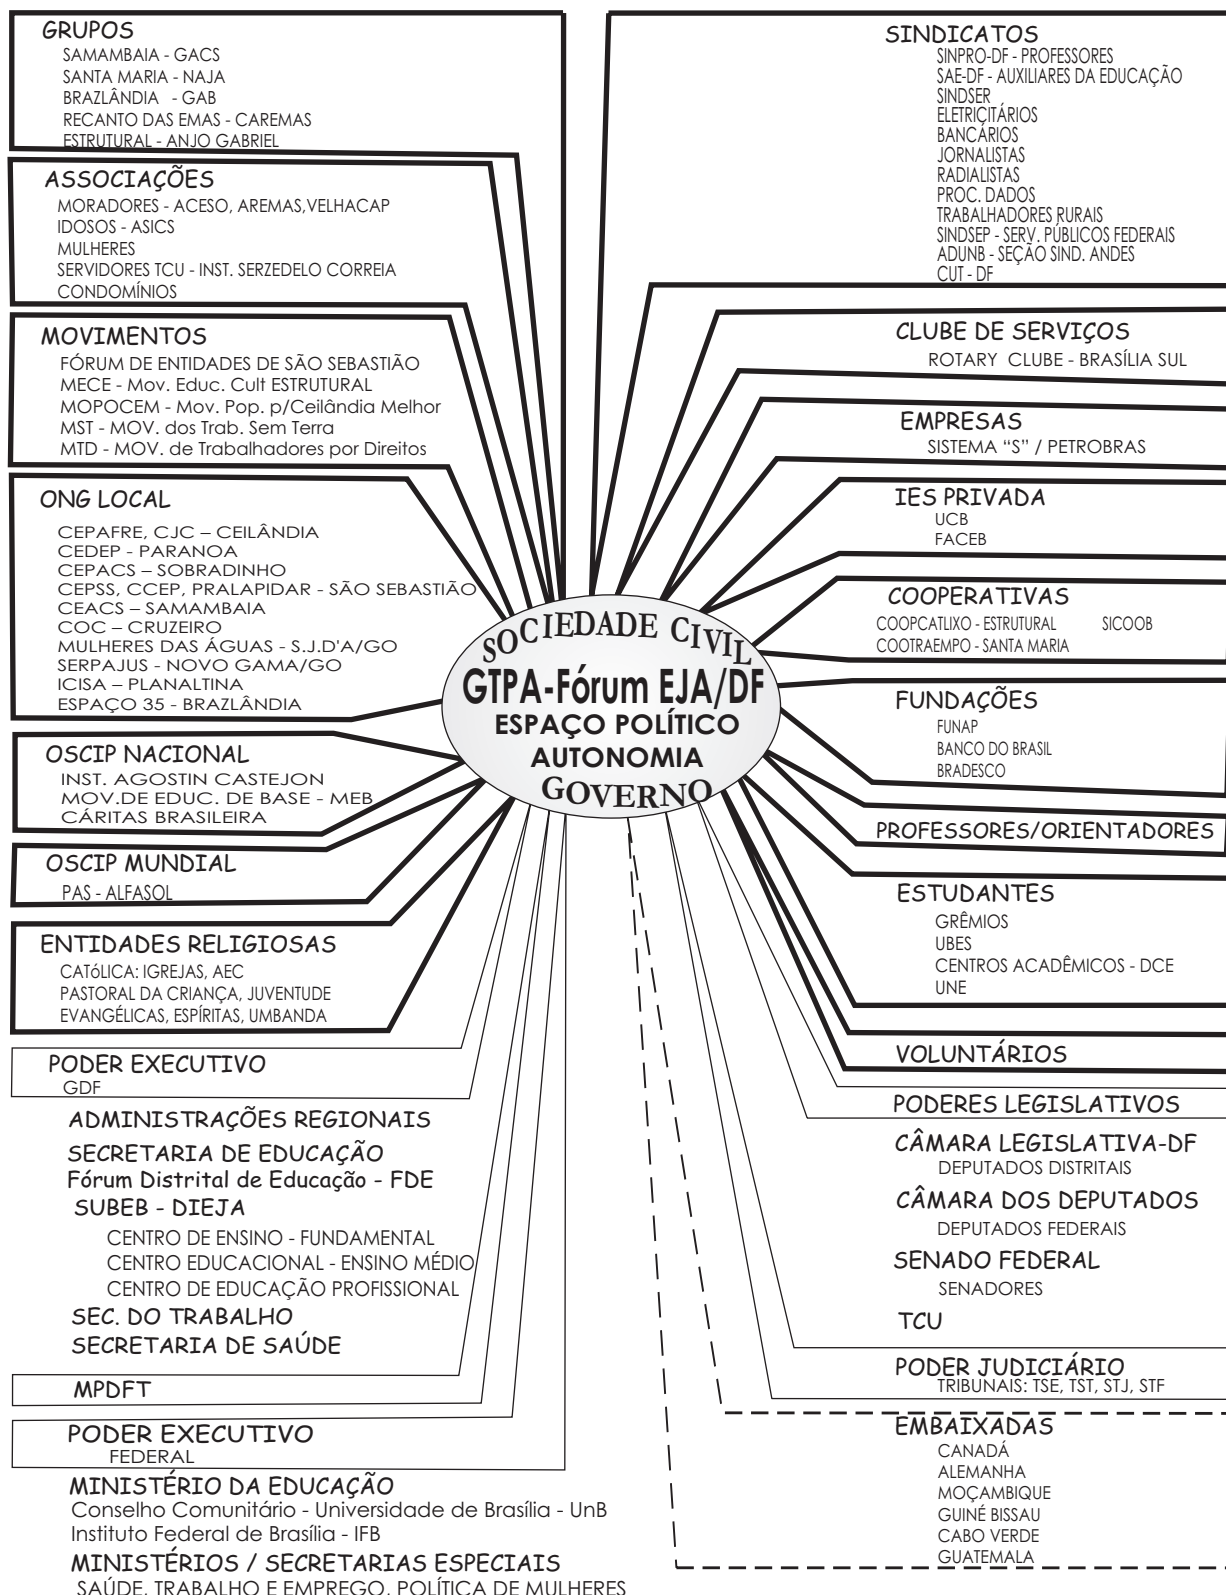 GRUPOS
SAMAMBAIA - GACS
SANTA MARIA - NAJA
BRAZLÂNDIA - GAB
RECANTO DAS EMAS - CAREMAS
ESTRUTURAL - ANJO GABRIEL
ASSOCIAÇÕES
MORADORES - ACESO, AREMAS,VELHACAP
IDOSOS - ASICS
MULHERES
SERVIDORES TCU - INST. SERZEDELO CORREIA
CONDOMÍNIOS
MOVIMENTOS
FÓRUM DE ENTIDADES DE SÃO SEBASTIÃO
MECE - Mov. Educ. Cult ESTRUTURAL
MOPOCEM - Mov. Pop. p/Ceilândia Melhor
MST - MOV. dos Trab. Sem Terra
MTD - MOV. de Trabalhadores por Direitos
ONG LOCAL
CEPAFRE, CJC – CEILÂNDIA
CEDEP - PARANOA
CEPACS – SOBRADINHO
CEPSS, CCEP, PRALAPIDAR - SÃO SEBASTIÃO
CEACS – SAMAMBAIA
COC – CRUZEIRO
MULHERES DAS ÁGUAS - S.J.D'A/GO
SERPAJUS - NOVO GAMA/GO
ICISA – PLANALTINA
ESPAÇO 35 - BRAZLÂNDIA
OSCIP NACIONAL
INST. AGOSTIN CASTEJON
MOV.DE EDUC. DE BASE - MEB
CÁRITAS BRASILEIRA
OSCIP MUNDIAL
PAS - ALFASOL
ENTIDADES RELIGIOSAS
CATóLICA: IGREJAS, AEC
PASTORAL DA CRIANÇA, JUVENTUDE
EVANGÉLICAS, ESPÍRITAS, UMBANDA
PODER EXECUTIVO
GDF
ADMINISTRAÇÕES REGIONAIS
SECRETARIA DE EDUCAÇÃO
Fórum Distrital de Educação - FDE
SUBEB - DIEJA
CENTRO DE ENSINO - FUNDAMENTAL
CENTRO EDUCACIONAL - ENSINO MÉDIO
CENTRO DE EDUCAÇÃO PROFISSIONAL
SEC. DO TRABALHO
SECRETARIA DE SAÚDE
MPDFT
PODER EXECUTIVO
FEDERAL
MINISTÉRIO DA EDUCAÇÃO
Conselho Comunitário - Universidade de Brasília - UnB
Instituto Federal de Brasília - IFB
MINISTÉRIOS / SECRETARIAS ESPECIAIS
SAÚDE, TRABALHO E EMPREGO, POLÍTICA DE MULHERES
SOCIEDADE CIVIL
GTPA-Fórum EJA/DF
ESPAÇO POLÍTICO
AUTONOMIA
GOVERNO
SINDICATOS
SINPRO-DF - PROFESSORES
SAE-DF - AUXILIARES DA EDUCAÇÃO
SINDSER
ELETRICITÁRIOS
BANCÁRIOS
JORNALISTAS
RADIALISTAS
PROC. DADOS
TRABALHADORES RURAIS
SINDSEP - SERV. PÚBLICOS FEDERAIS
ADUNB - SEÇÃO SIND. ANDES
CUT - DF
CLUBE DE SERVIÇOS
ROTARY CLUBE - BRASÍLIA SUL
EMPRESAS
SISTEMA “S” / PETROBRAS
IES PRIVADA
UCB
FACEB
COOPERATIVAS
COOPCATLIXO - ESTRUTURAL SICOOB
COOTRAEMPO - SANTA MARIA
FUNDAÇÕES
FUNAP
BANCO DO BRASIL
BRADESCO
PROFESSORES/ORIENTADORES
ESTUDANTES
GRÊMIOS
UBES
CENTROS ACADÊMICOS - DCE
UNE
VOLUNTÁRIOS
PODERES LEGISLATIVOS
CÂMARA LEGISLATIVA-DF
DEPUTADOS DISTRITAIS
CÂMARA DOS DEPUTADOS
DEPUTADOS FEDERAIS
SENADO FEDERAL
SENADORES
TCU
PODER JUDICIÁRIO
TRIBUNAIS: TSE, TST, STJ, STF
EMBAIXADAS
CANADÁ
ALEMANHA
MOÇAMBIQUE
GUINÉ BISSAU
CABO VERDE
GUATEMALA